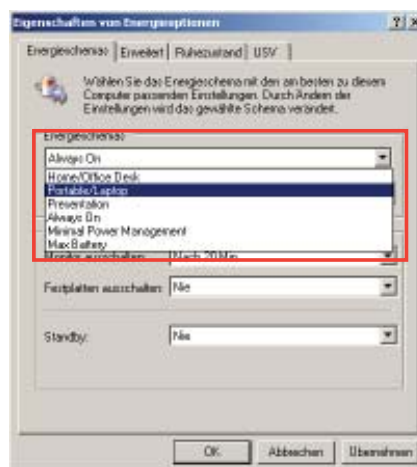 Eigenschaften von Energieoptionen
Energieschemas Erweitert Ruhezustand USV
Wählen Sie das Energieschema mit den am besten zu diesem
Computer passenden Einstellungen. Durch Ändern der
Einstellungen wird das gewählte Schema verändert.
Energieschemas
Always On
Home/Office Desk
Portable/Laptop
Presentation
Always On
Minimal Power Management
Max Battery
Monitor ausschalten: Nach 20 Min.
Festplatten ausschalten: Nie
Standby: Nie
OK Abbrechen Übernehmen